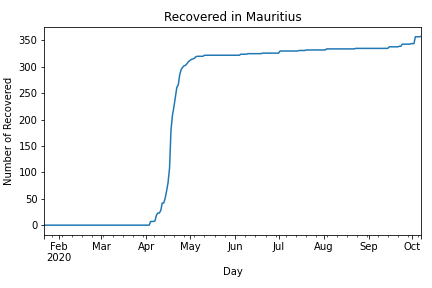 Recovered in Mauritius
350
300
250
200
150
100
50
0
Number of Recovered
Feb Mar Apr May Jun Jul Aug Sep Oct
2020
Day